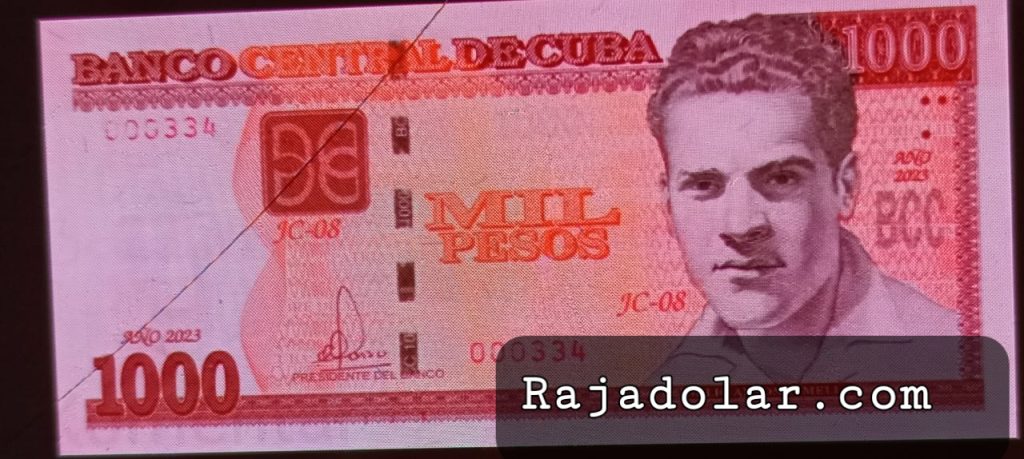 BANCO CENTRAL DE CUBA
1000
000334
AÑO
2023
BCC
JC-08
MIL
PESOS
JC-08
AÑO 2023
000334
1000
PRESIDENTE DEL BANCO
Rajadolar.com